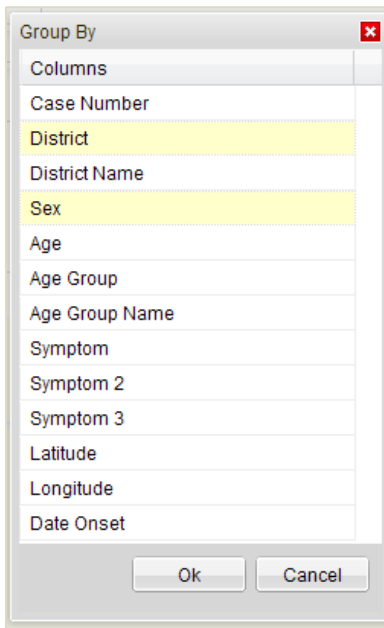 Group By
Columns
Case Number
District
District Name
Sex
Age
Age Group
Age Group Name
Symptom
Symptom 2
Symptom 3
Latitude
Longitude
Date Onset
Ok Cancel